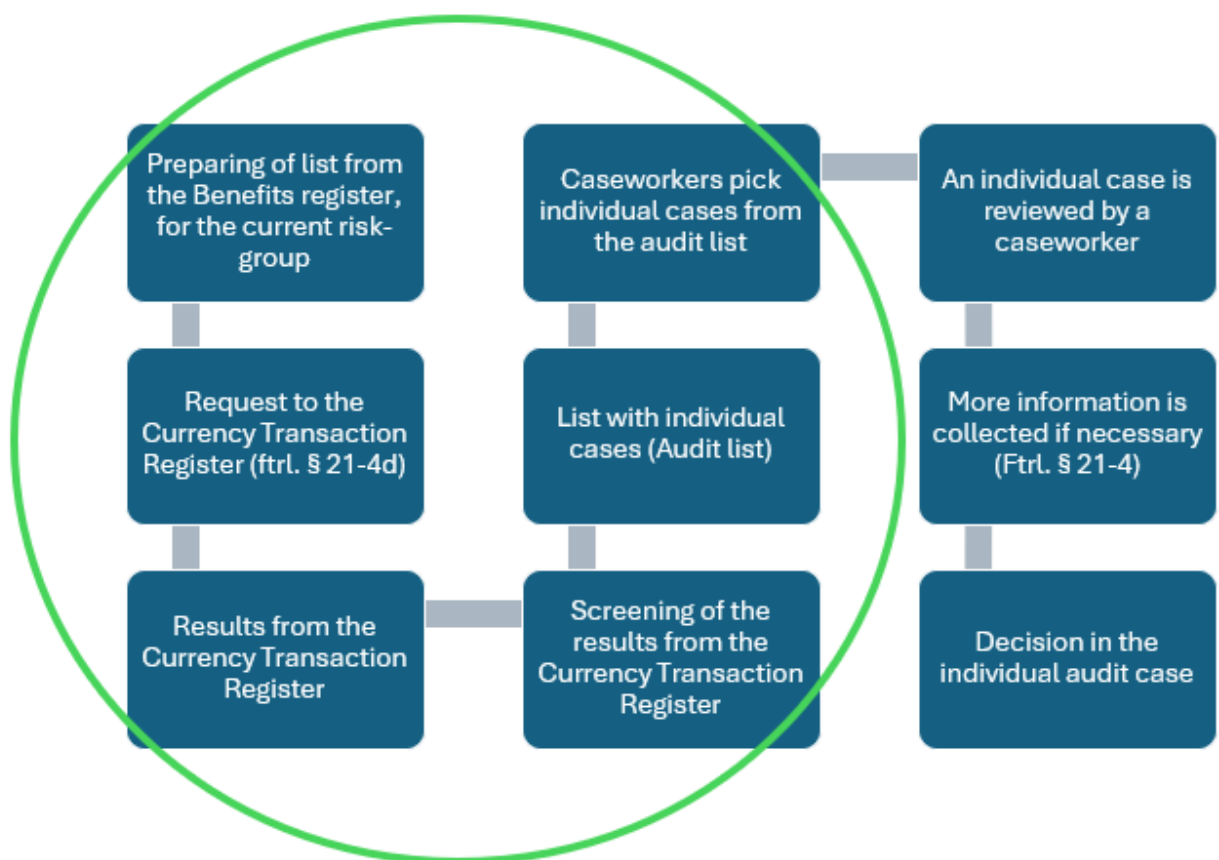 Preparing of list from
the Benefits register,
for the current risk-
group
Request to the
Currency Transaction
Register (ftrl. § 21-4d)
Results from the
Currency Transaction
Register
Screening of the
results from the
Currency Transaction
Register
List with individual
cases (Audit list)
Caseworkers pick
individual cases from
the audit list
An individual case is
reviewed by a
caseworker
More information is
collected if necessary
(Ftrl. § 21-4)
Decision in the
individual audit case